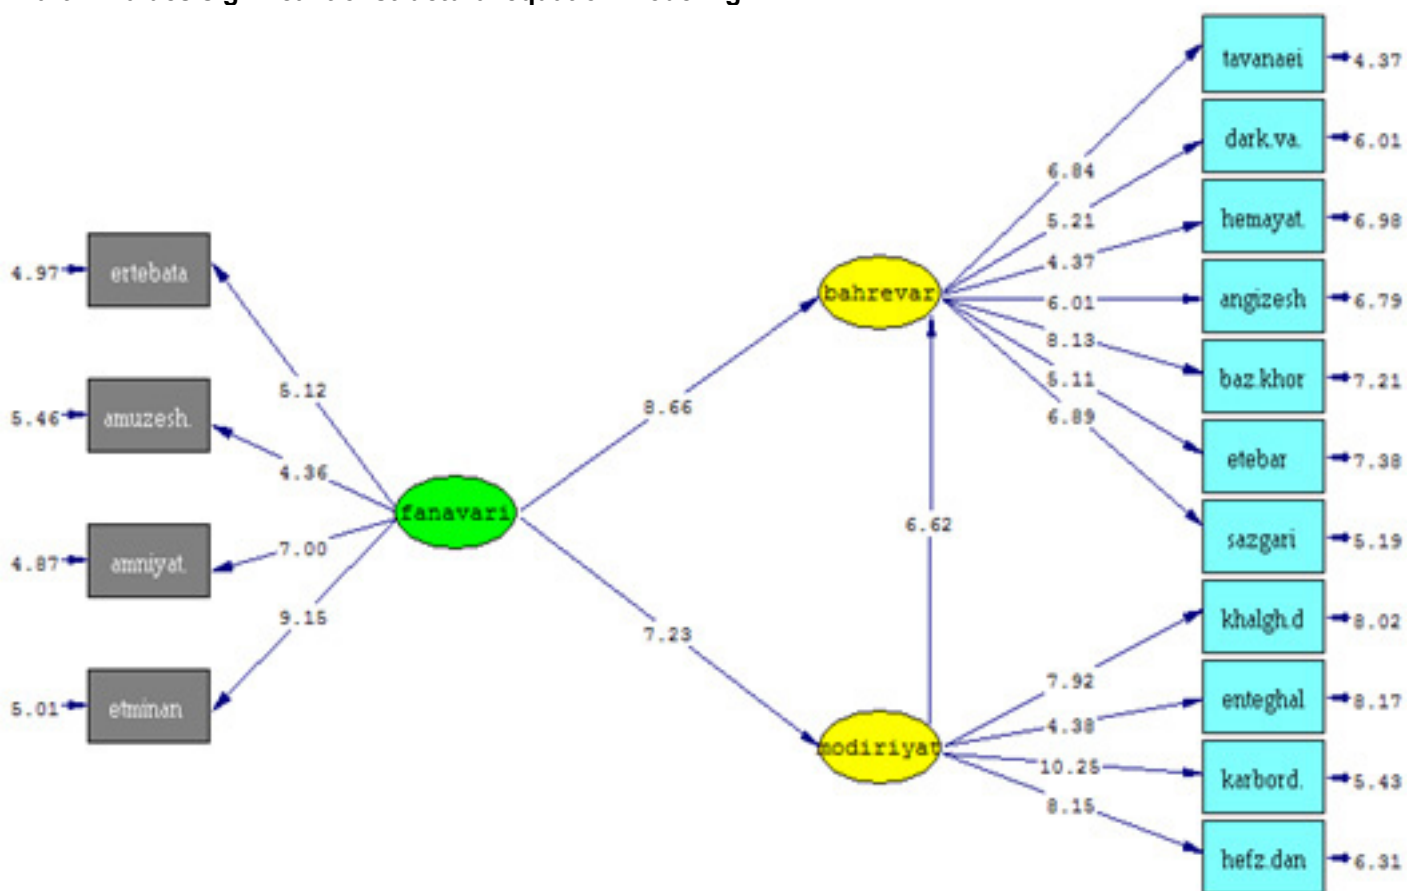 tavanaei
4.37
dark.va.
6.01
6.84
hemayat.
6.98
5.21
4.37
ertebata
4.97
bahrevar
6.01
angizesh
6.79
8.13
baz.khor
7.21
5.11
5.12
8.66
6.89
amuzesh.
5.46
etebar
7.38
4.36
fanavari
6.62
sazgari
5.19
7.00
amniyat.
4.87
9.15
7.23
khalgh.d
8.02
7.92
etminan
5.01
enteghal
8.17
4.38
modiriyat
10.25
karbord.
5.43
8.15
hefz.dan
6.31